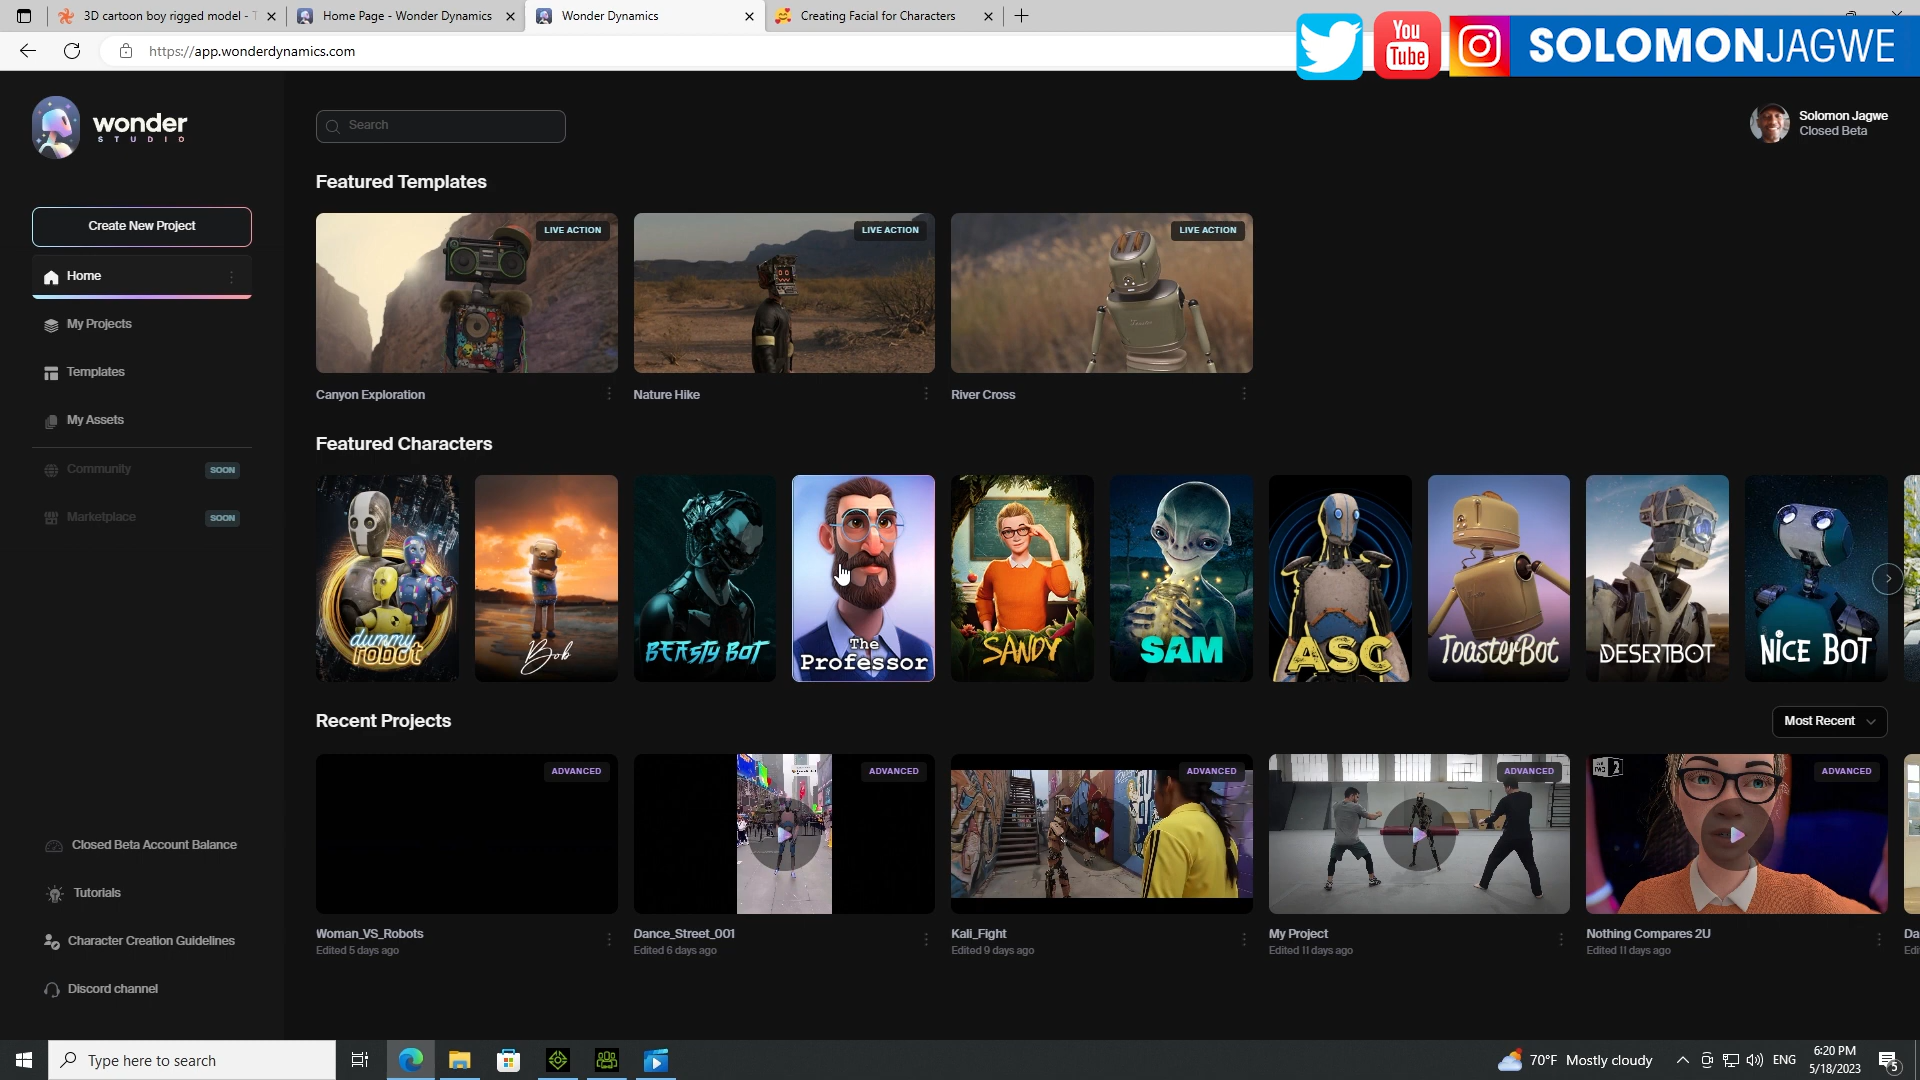 3D cartoon boy rigged model - T
Home Page - Wonder Dynamics
Wonder Dynamics
Creating Facial for Characters
https://app.wonderdynamics.com
You
Tube
SOLOMONJAGWE
wonder
STUDIO
Search
Solomon Jagwe
Closed Beta
Create New Project
Home
My Projects
Templates
My Assets
Community
SOON
Marketplace
SOON
Closed Beta Account Balance
Tutorials
Character Creation Guidelines
Discord channel
Featured Templates
LIVE ACTION
LIVE ACTION
LIVE ACTION
Canyon Exploration
Nature Hike
River Cross
Featured Characters
dummy
robot
Bob
BEASTY BOT
The
Professor
SANDY
SAM
ASC
ToasterBot
DESERTBOT
NICE BOT
Recent Projects
Most Recent
ADVANCED
ADVANCED
ADVANCED
ADVANCED
ADVANCED
Woman_VS_Robots
Edited 5 days ago
Dance_Street_001
Edited 6 days ago
Kali_Fight
Edited 9 days ago
My Project
Edited 11 days ago
Nothing Compares 2U
Edited 11 days ago
Da
Edi
Type here to search
70°F Mostly cloudy
ENG
6:20 PM
5/18/2023
5